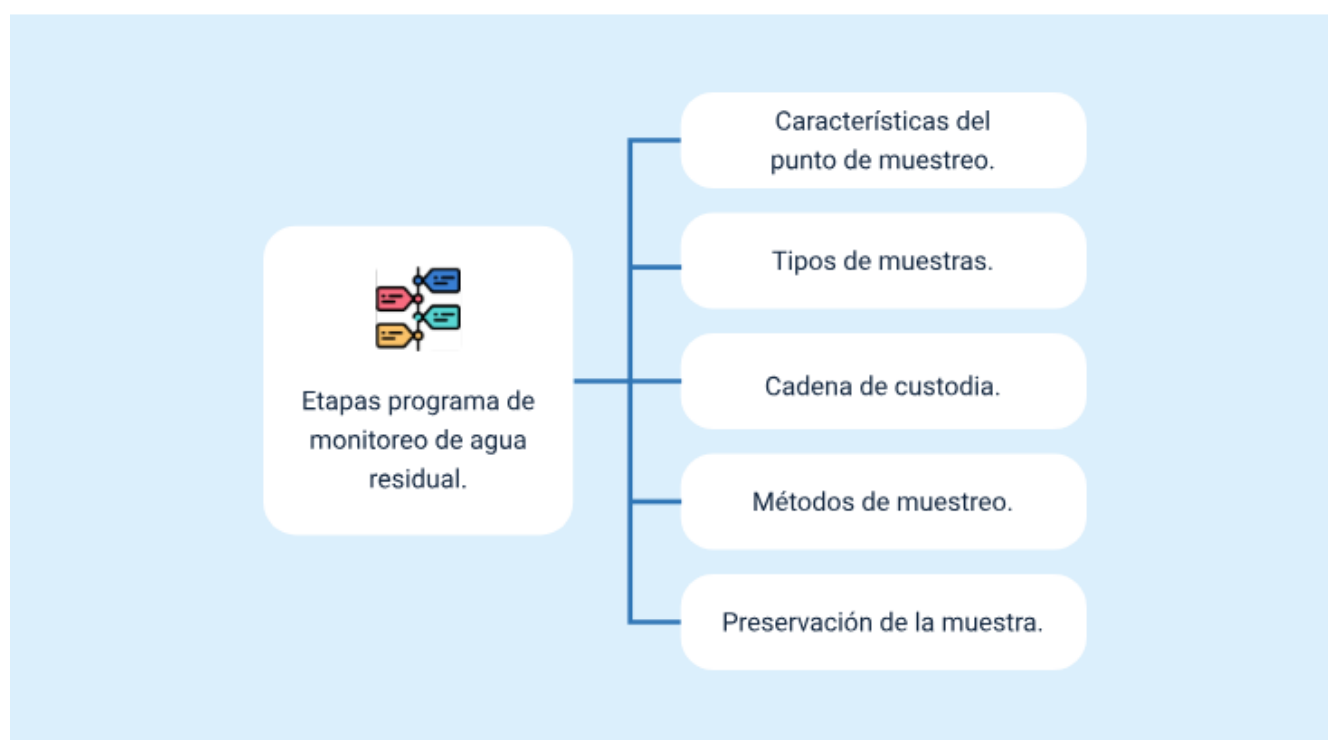 Etapas programa de
monitoreo de agua
residual.
Características del
punto de muestreo.
Tipos de muestras.
Cadena de custodia.
Métodos de muestreo.
Preservación de la muestra.